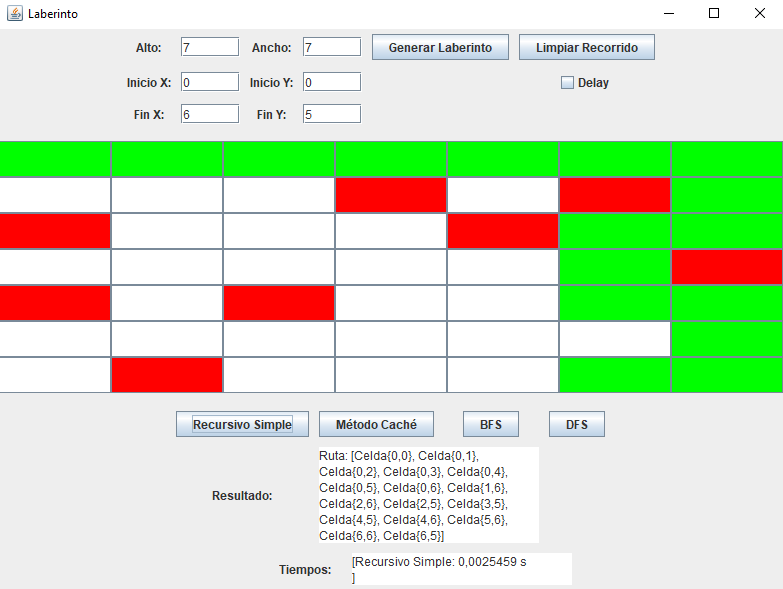 Laberinto
Alto: 7 Ancho: 7 Generar Laberinto Limpiar Recorrido
Inicio X: 0 Inicio Y: 0 Delay
Fin X: 6 Fin Y: 5
Recursivo Simple Método Caché BFS DFS
Resultado:
Ruta: [Celda{0,0}, Celda{0,1},
Celda{0,2}, Celda{0,3}, Celda{0,4},
Celda{0,5}, Celda{0,6}, Celda{1,6},
Celda{2,6}, Celda{2,5}, Celda{3,5},
Celda{4,5}, Celda{4,6}, Celda{5,6},
Celda{6,6}, Celda{6,5}]
Tiempos:
[Recursivo Simple: 0,0025459 s
]